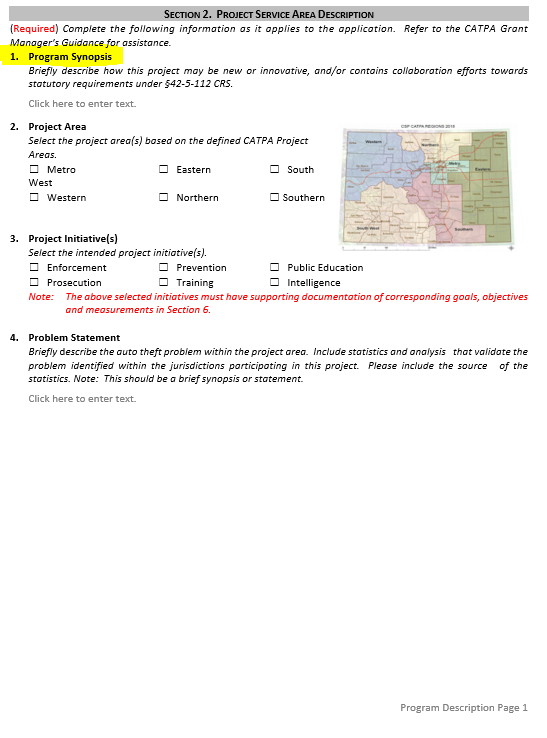 SECTION 2. PROJECT SERVICE AREA DESCRIPTION
(Required) Complete the following information as it applies to the application. Refer to the CATPA Grant
Manager's Guidance for assistance.
1. Program Synopsis
Briefly describe how this project may be new or innovative, and/or contains collaboration efforts towards
statutory requirements under §42-5-112 CRS.
Click here to enter text.
2. Project Area
Select the project area(s) based on the defined CATPA Project
Areas.
☐ Metro ☐ Eastern ☐ South
West
☐ Western ☐ Northern ☐ Southern
CSP CATPA REGIONS 2018
Western
Northern
Metro
Eastern
South West
Southern
3. Project Initiative(s)
Select the intended project initiative(s).
☐ Enforcement ☐ Prevention ☐ Public Education
☐ Prosecution ☐ Training ☐ Intelligence
Note: The above selected initiatives must have supporting documentation of corresponding goals, objectives
and measurements in Section 6.
4. Problem Statement
Briefly describe the auto theft problem within the project area. Include statistics and analysis that validate the
problem identified within the jurisdictions participating in this project. Please include the source of the
statistics. Note: This should be a brief synopsis or statement.
Click here to enter text.
Program Description Page 1